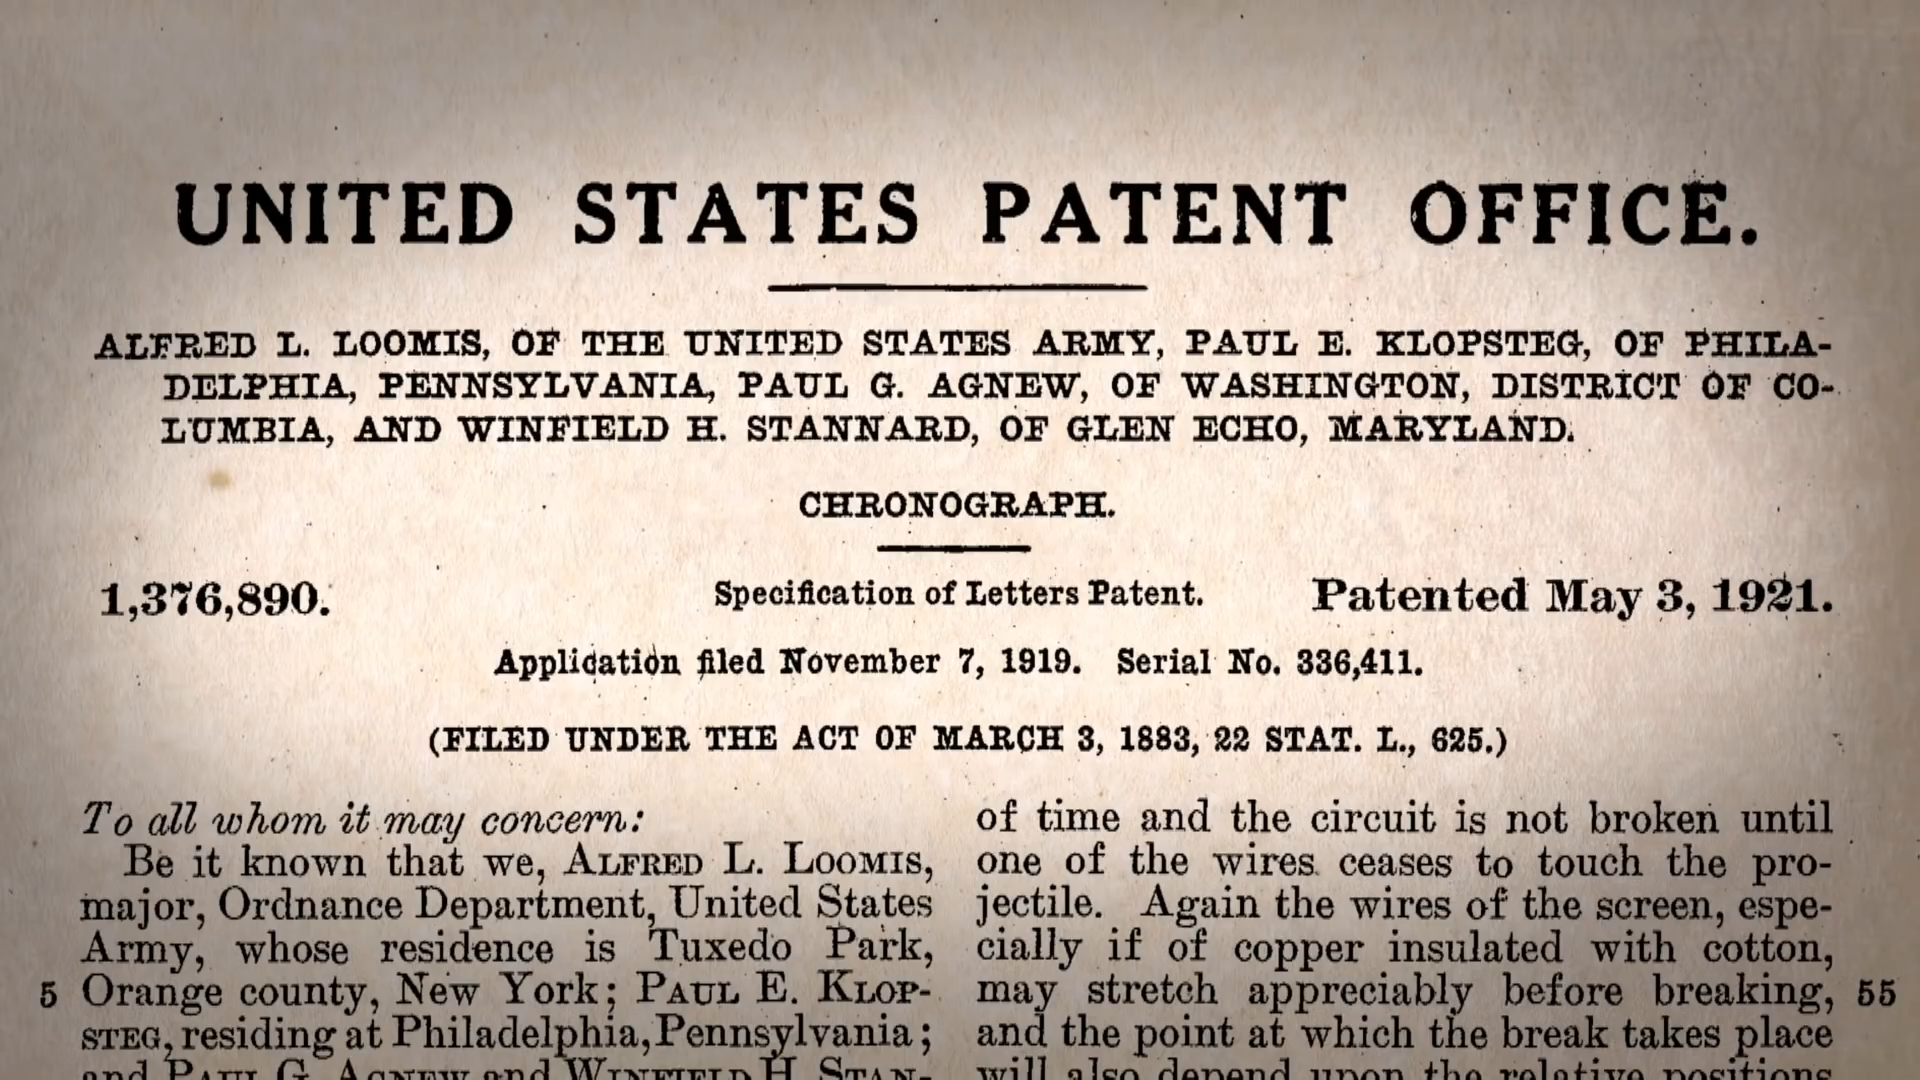 UNITED STATES PATENT OFFICE.
ALFRED L. LOOMIS, OF THE UNITED STATES ARMY, PAUL E. KLOPSTEG, OF PHILA-
DELPHIA, PENNSYLVANIA, PAUL G. AGNEW, OF WASHINGTON, DISTRICT OF CO-
LUMBIA, AND WINFIELD H. STANNARD, OF GLEN ECHO, MARYLAND.
CHRONOGRAPH.
1,376,890. Specification of Letters Patent. Patented May 3, 1921.
Application filed November 7, 1919. Serial No. 336,411.
(FILED UNDER THE ACT OF MARCH 3, 1883, 22 STAT. L., 625.)
To all whom it may concern:
Be it known that we, ALFRED L. LOOMIS,
major, Ordnance Department, United States
Army, whose residence is Tuxedo Park,
5 Orange county, New York; PAUL E. KLOP-
STEG, residing at Philadelphia, Pennsylvania;
and PAUL G. AGNEW and WINFIELD H. STAN-
of time and the circuit is not broken until
one of the wires ceases to touch the pro-
jectile. Again the wires of the screen, espe-
cially if of copper insulated with cotton,
may stretch appreciably before breaking, 55
and the point at which the break takes place
will also depend upon the relative positions